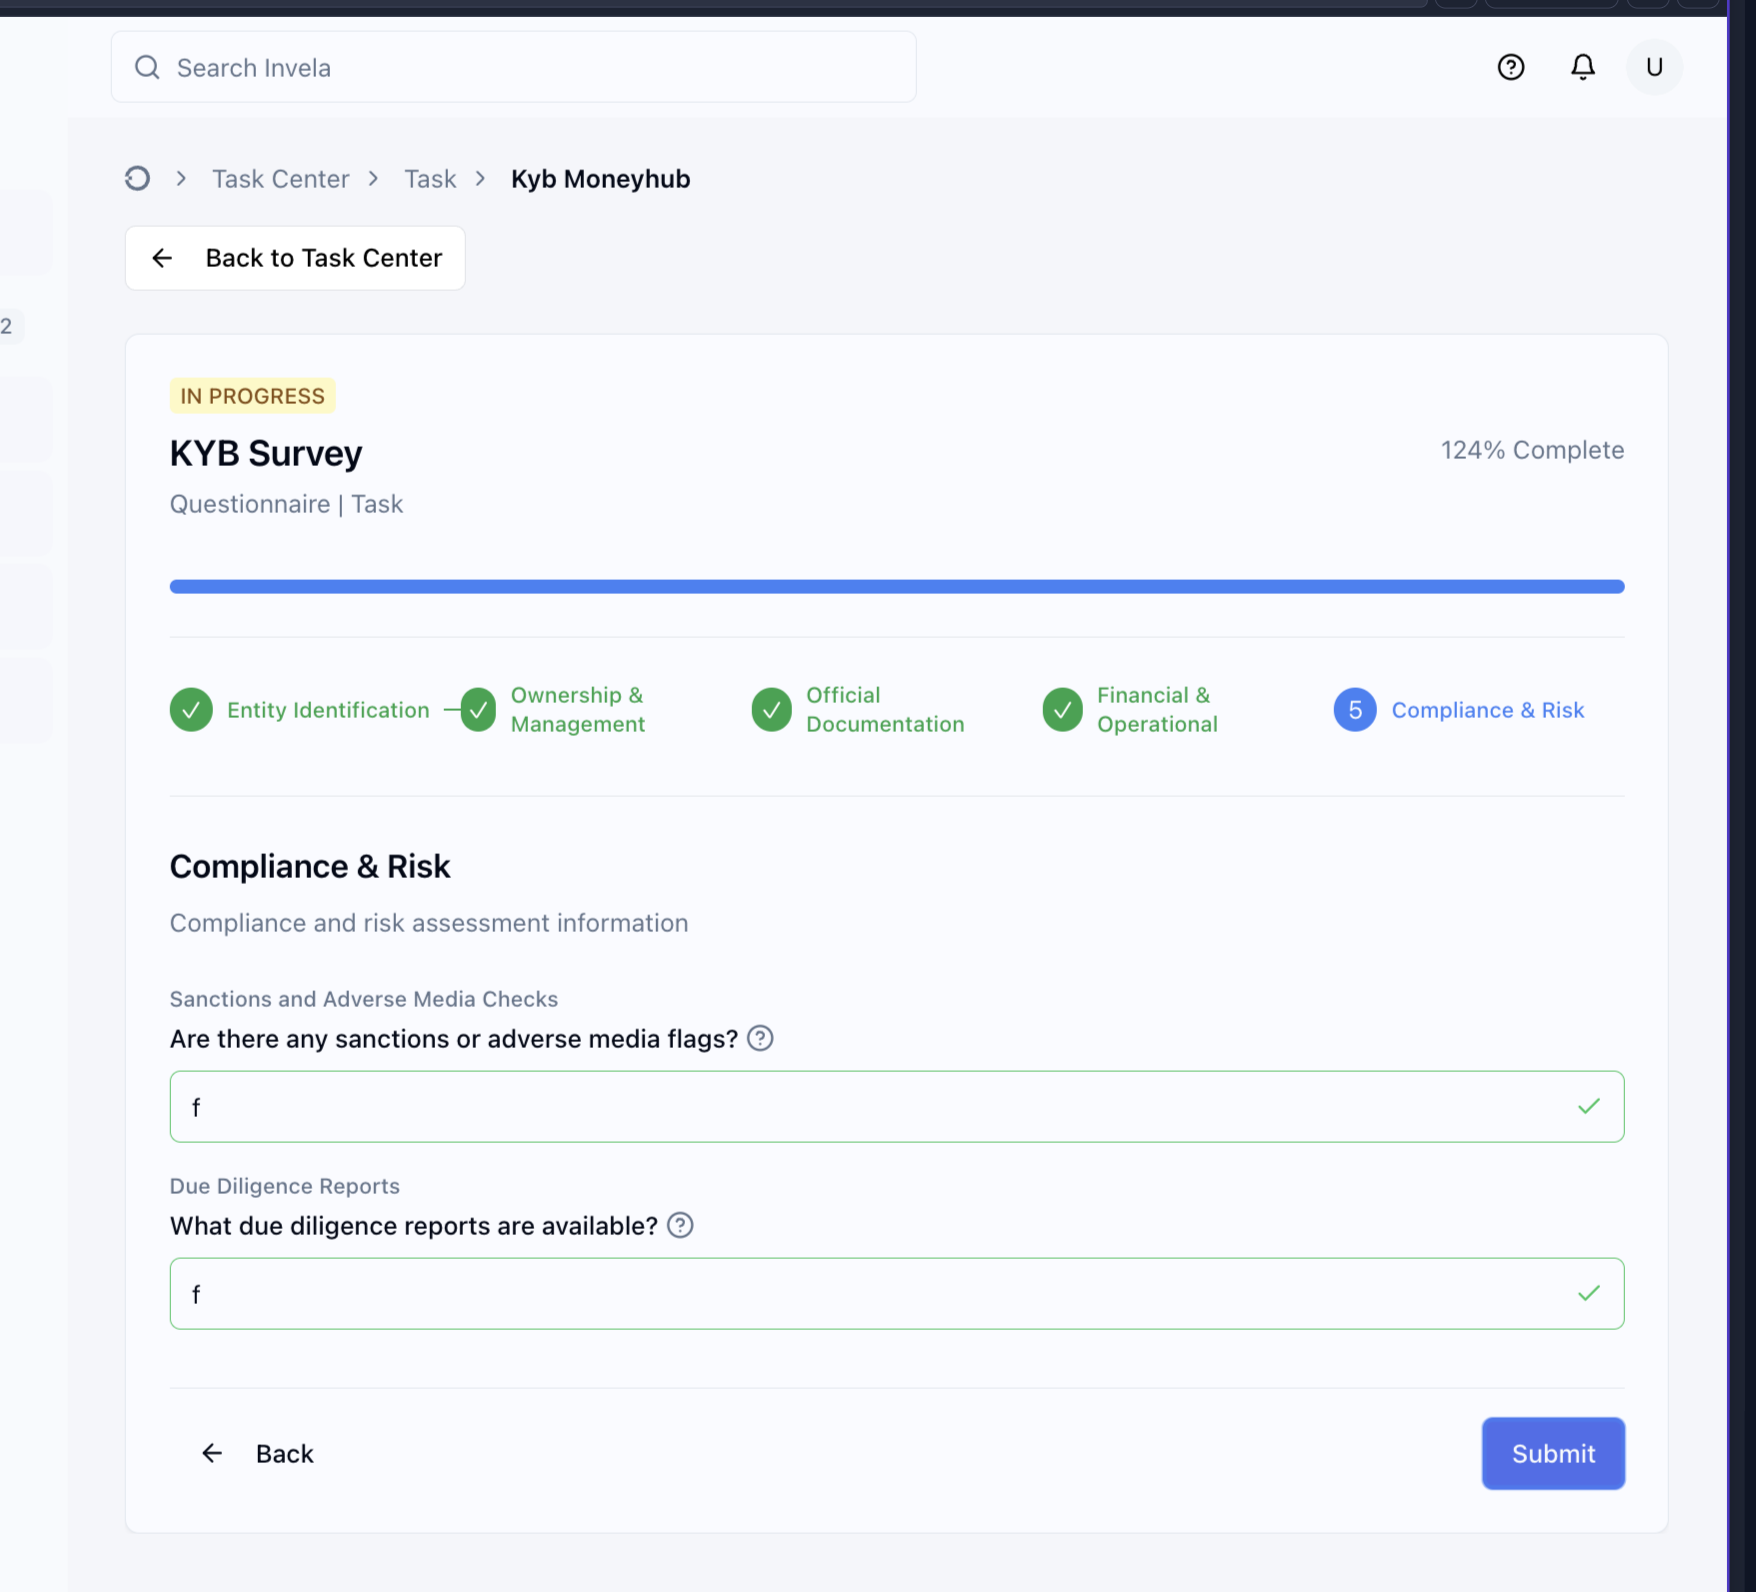 Search Invela
U
Task Center
Task
Kyb Moneyhub
Back to Task Center
2
IN PROGRESS
KYB Survey
124% Complete
Questionnaire | Task
Entity Identification
Ownership &
Management
Official
Documentation
Financial &
Operational
5
Compliance & Risk
Compliance & Risk
Compliance and risk assessment information
Sanctions and Adverse Media Checks
Are there any sanctions or adverse media flags?
f
Due Diligence Reports
What due diligence reports are available?
f
Back
Submit